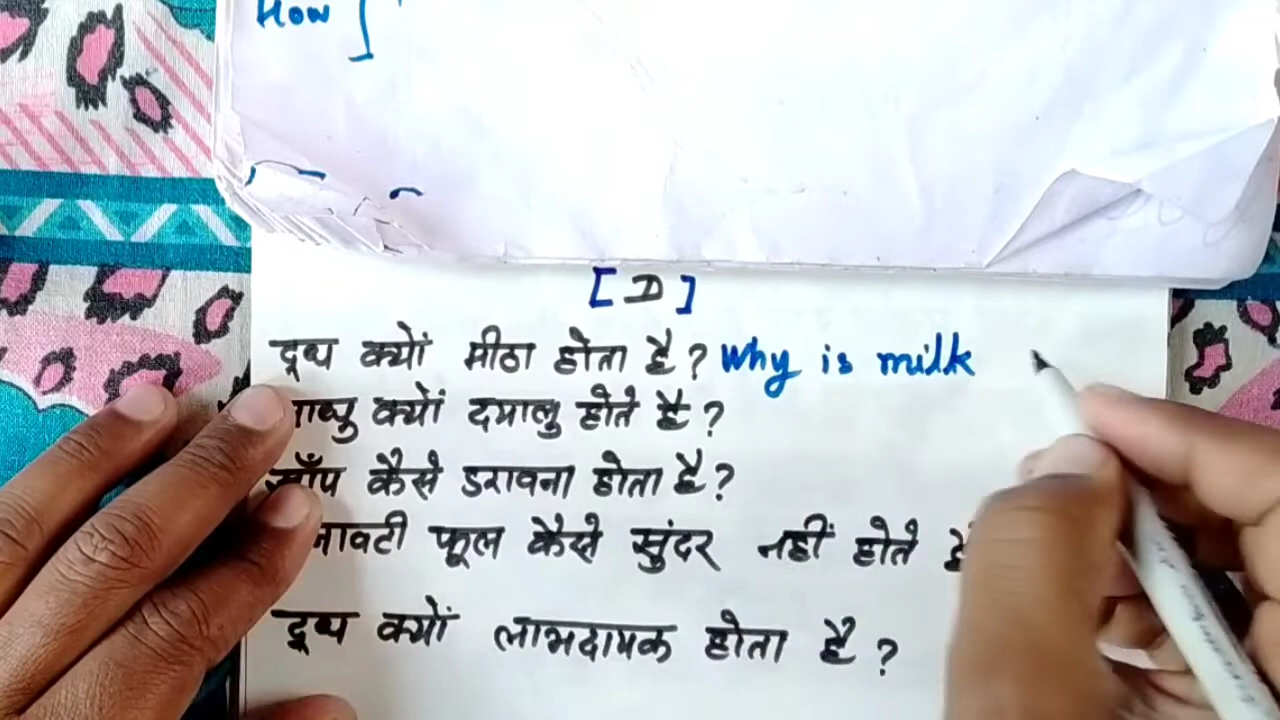 How
[D]
दूध क्यों मीठा होता है? Why is milk
क्यों दयालु होते है?
साँप कैसे डरावना होता है?
फूल कैसे सुंदर नहीं होते
दूध क्यों लाभदायक होता है?